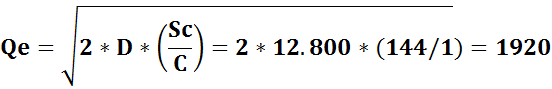 Qe = √2 * D * (Sc/C) = 2 * 12.800 * (144/1) = 1920